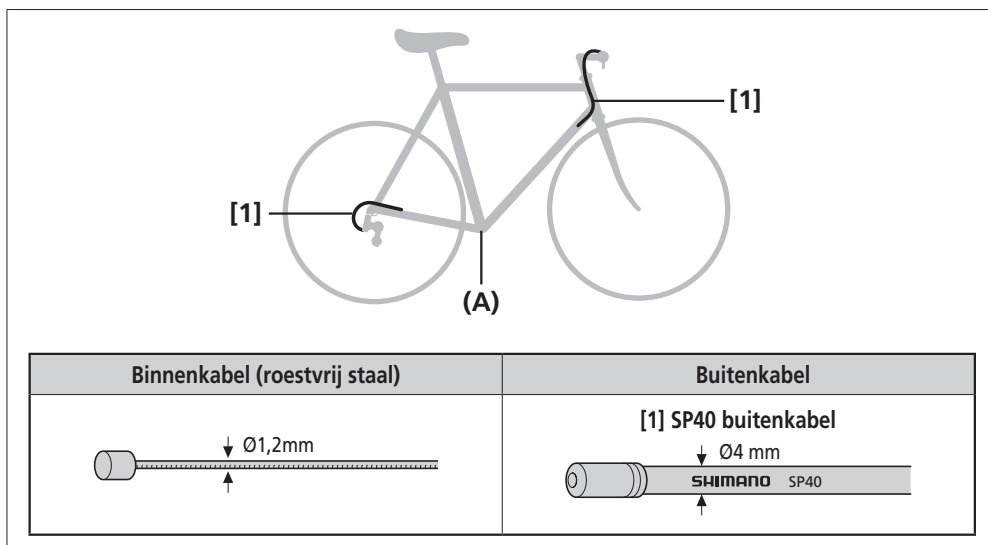 [1]
[1]
(A)
Binnenkabel (roestvrij staal)
Buitenkabel
Ø1,2mm
[1] SP40 buitenkabel
Ø4 mm
SHIMANO SP40